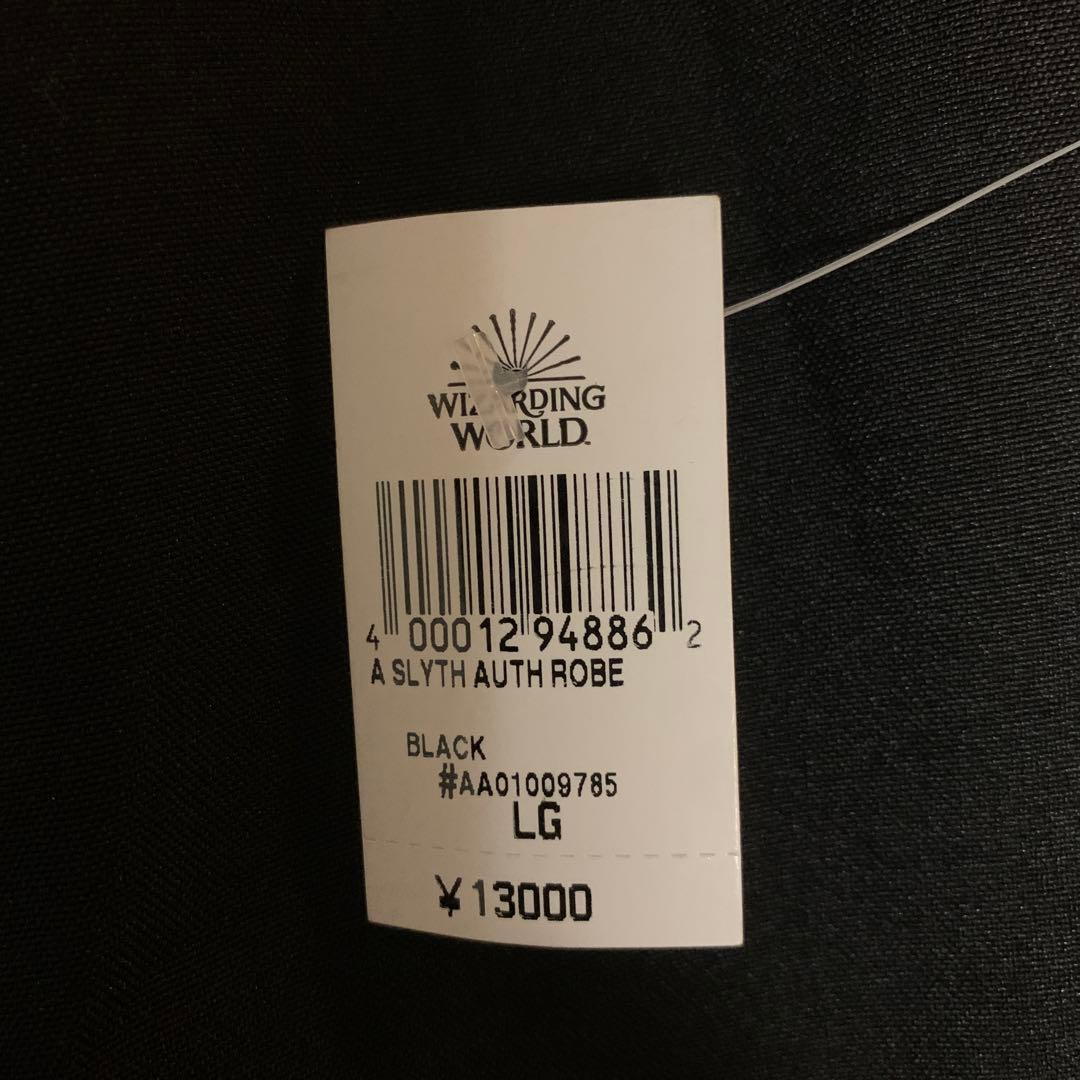 WIZARDING
WORLD.
4 00012 94886 2
A SLYTH AUTH ROBE
BLACK
#AA01009785
LG
¥13000